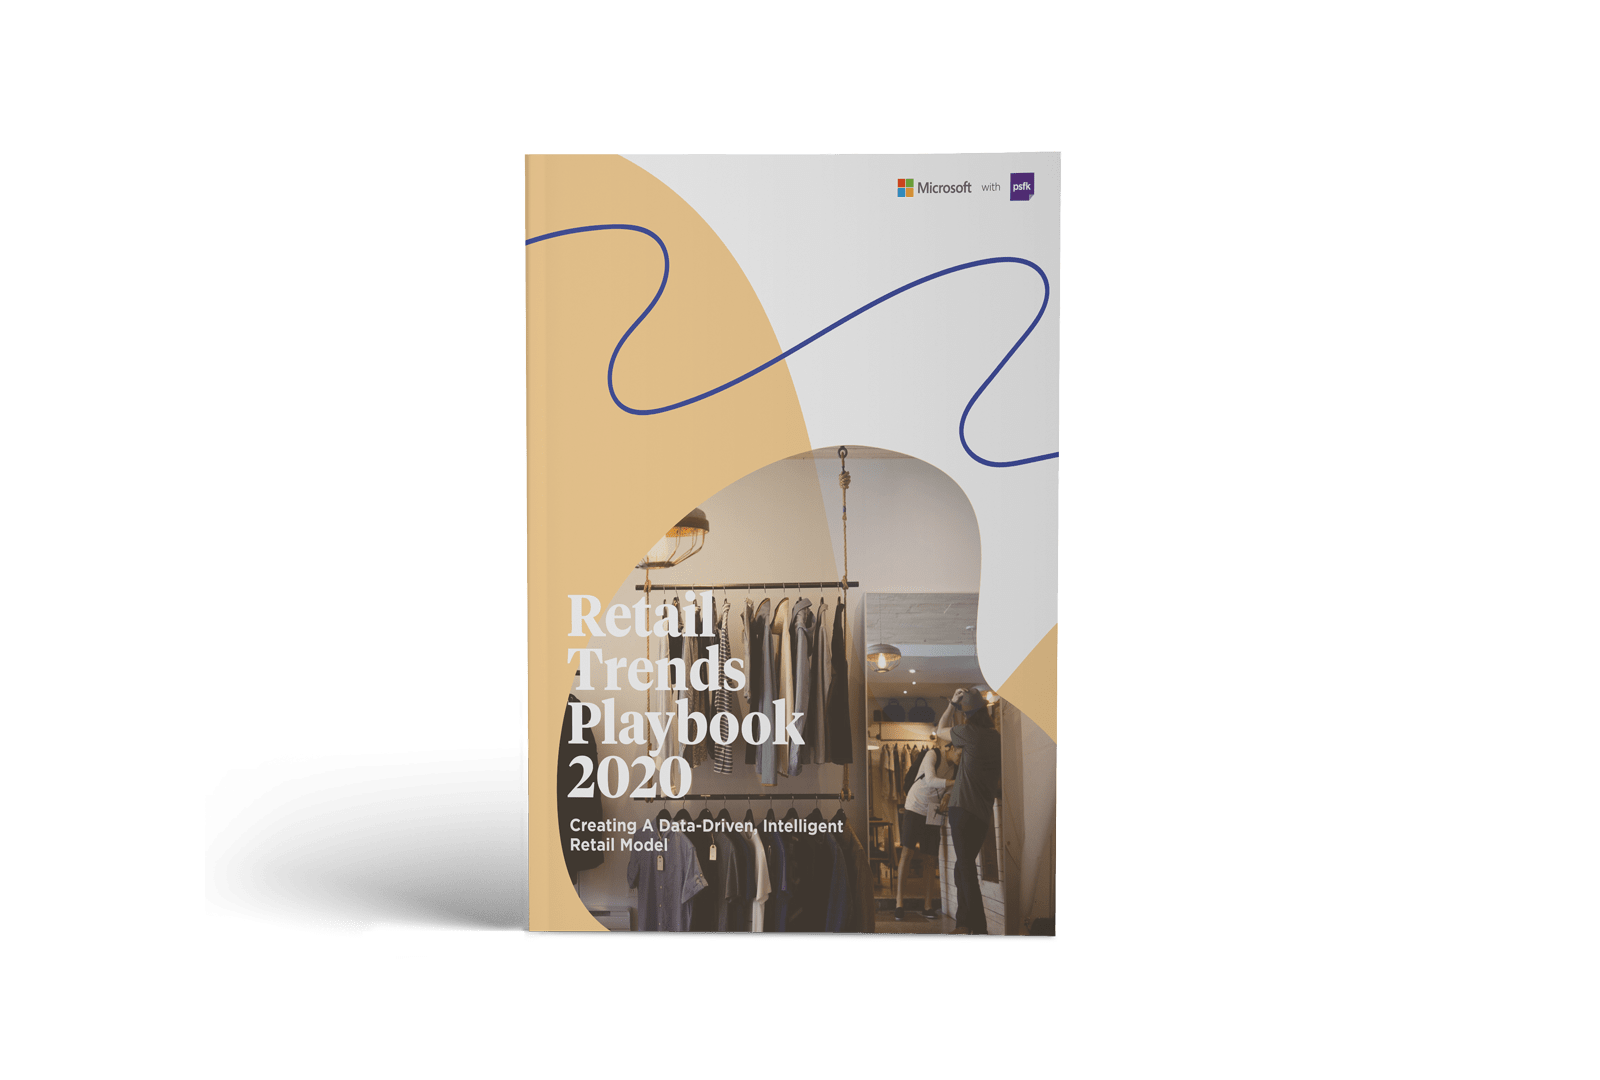 Microsoft with psfk
Retail
Trends
Playbook
2020
Creating A Data-Driven, Intelligent
Retail Model